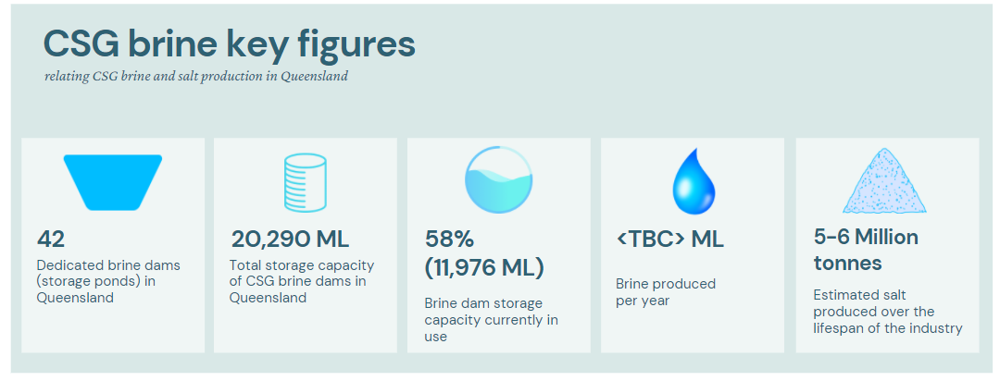 CSG brine key figures
relating CSG brine and salt production in Queensland
42
Dedicated brine dams
(storage ponds) in
Queensland
20,290 ML
Total storage capacity
of CSG brine dams in
Queensland
58%
(11,976 ML)
Brine dam storage
capacity currently in
use
<TBC> ML
Brine produced
per year
5-6 Million
tonnes
Estimated salt
produced over the
lifespan of the industry